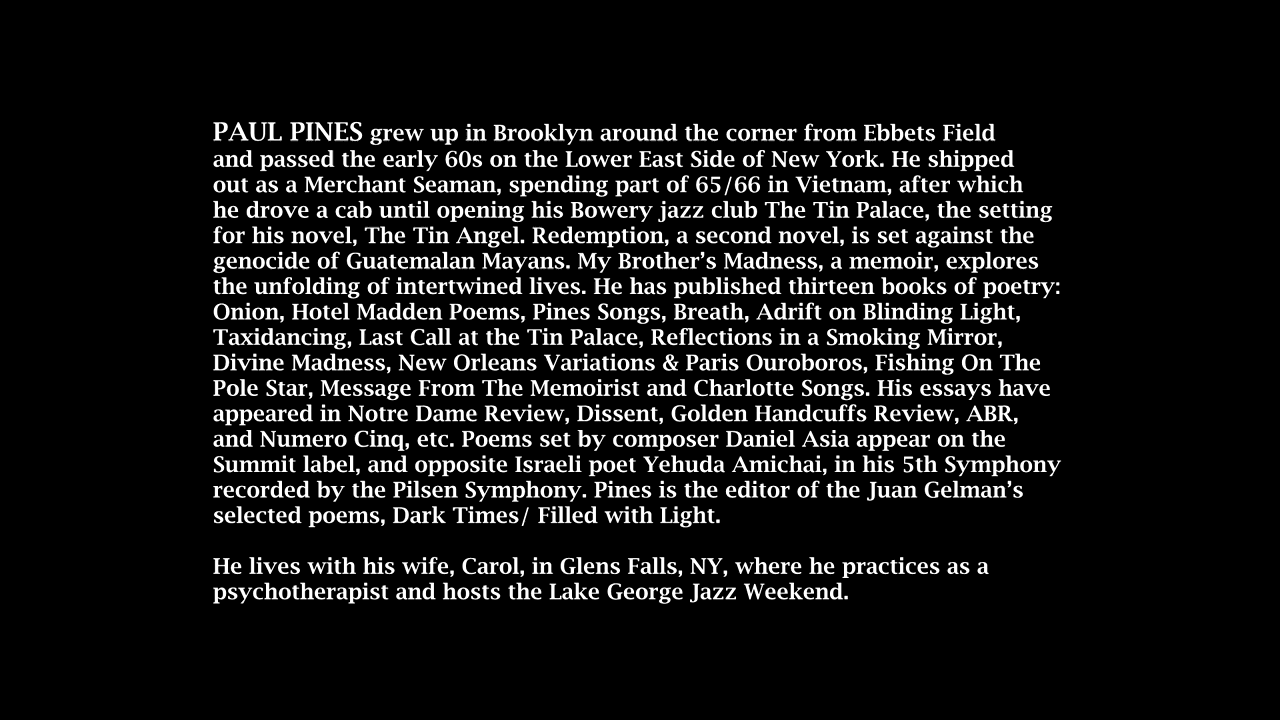 PAUL PINES grew up in Brooklyn around the corner from Ebbets Field
and passed the early 60s on the Lower East Side of New York. He shipped
out as a Merchant Seaman, spending part of 65/66 in Vietnam, after which
he drove a cab until opening his Bowery jazz club The Tin Palace, the setting
for his novel, The Tin Angel. Redemption, a second novel, is set against the
genocide of Guatemalan Mayans. My Brother’s Madness, a memoir, explores
the unfolding of intertwined lives. He has published thirteen books of poetry:
Onion, Hotel Madden Poems, Pines Songs, Breath, Adrift on Blinding Light,
Taxidancing, Last Call at the Tin Palace, Reflections in a Smoking Mirror,
Divine Madness, New Orleans Variations & Paris Ouroboros, Fishing On The
Pole Star, Message From The Memoirist and Charlotte Songs. His essays have
appeared in Notre Dame Review, Dissent, Golden Handcuffs Review, ABR,
and Numero Cinq, etc. Poems set by composer Daniel Asia appear on the
Summit label, and opposite Israeli poet Yehuda Amichai, in his 5th Symphony
recorded by the Pilsen Symphony. Pines is the editor of the Juan Gelman’s
selected poems, Dark Times/ Filled with Light.
He lives with his wife, Carol, in Glens Falls, NY, where he practices as a
psychotherapist and hosts the Lake George Jazz Weekend.